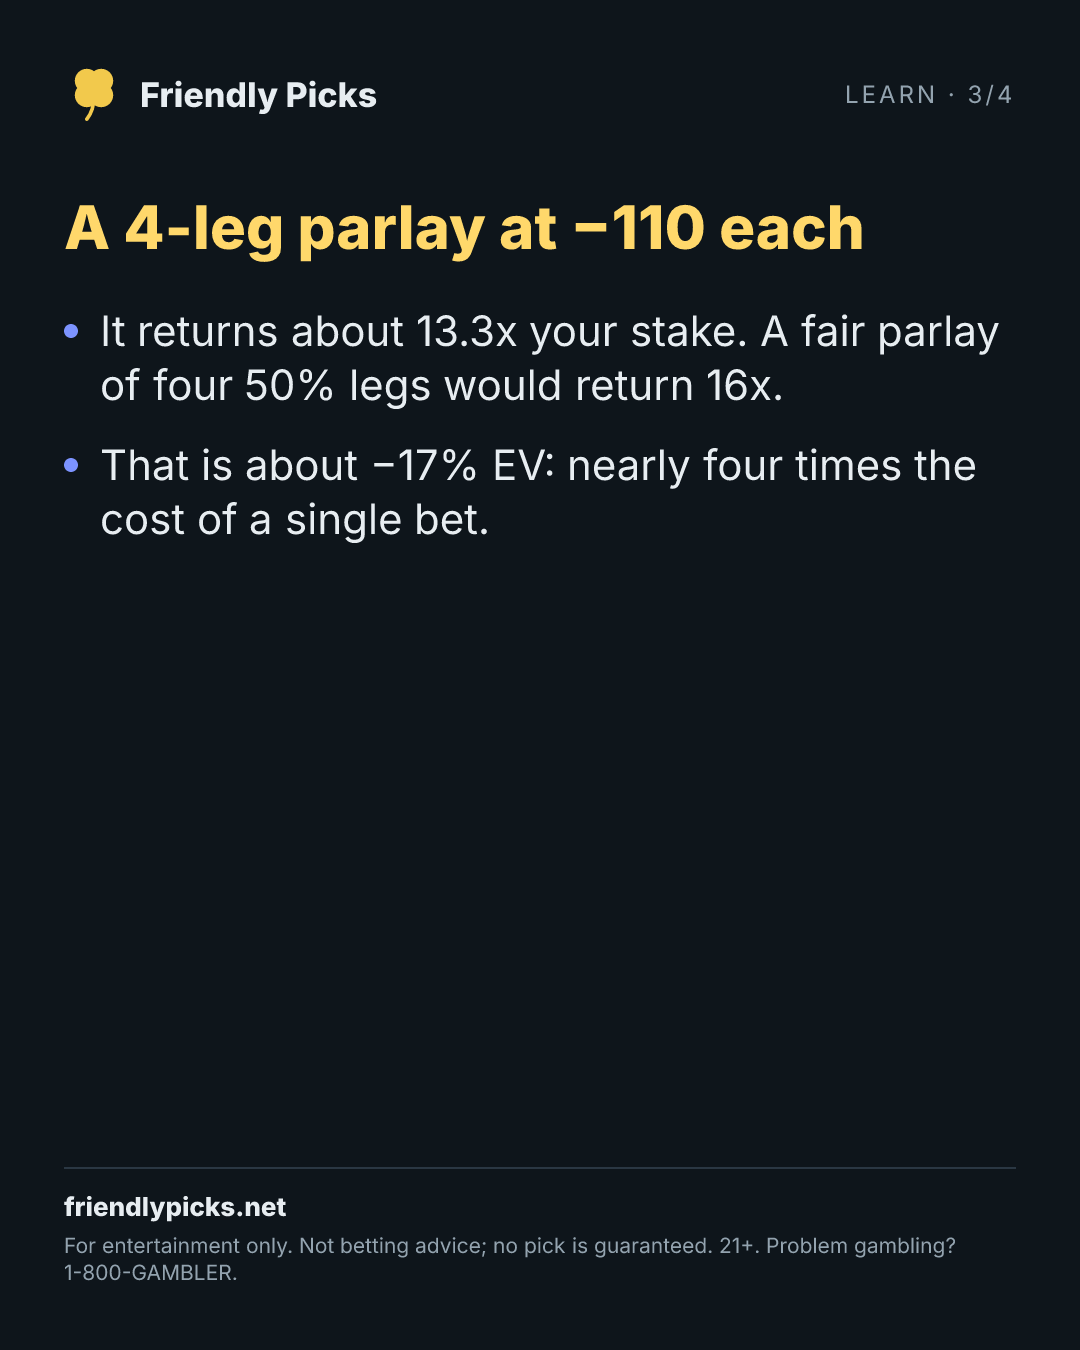 Friendly Picks
LEARN · 3/4
A 4-leg parlay at −110 each
• It returns about 13.3x your stake. A fair parlay
of four 50% legs would return 16x.
• That is about −17% EV: nearly four times the
cost of a single bet.
friendlypicks.net
For entertainment only. Not betting advice; no pick is guaranteed. 21+. Problem gambling?
1-800-GAMBLER.